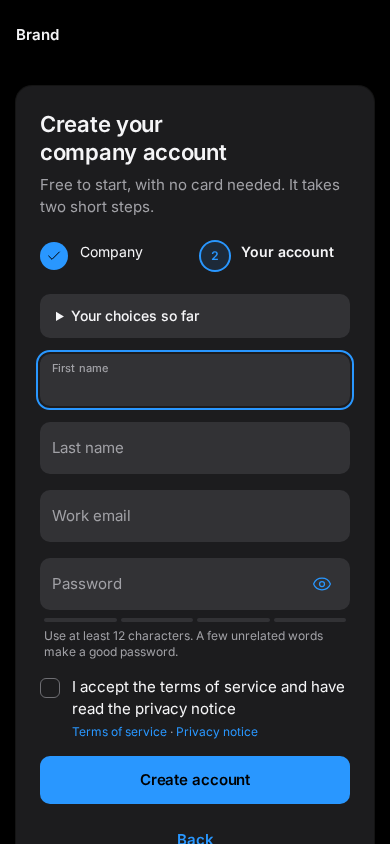 Brand
Create your
company account
Free to start, with no card needed. It takes
two short steps.
Company
2
Your account
Your choices so far
First name
Last name
Work email
Password
Use at least 12 characters. A few unrelated words
make a good password.
I accept the terms of service and have
read the privacy notice
Terms of service · Privacy notice
Create account
Back